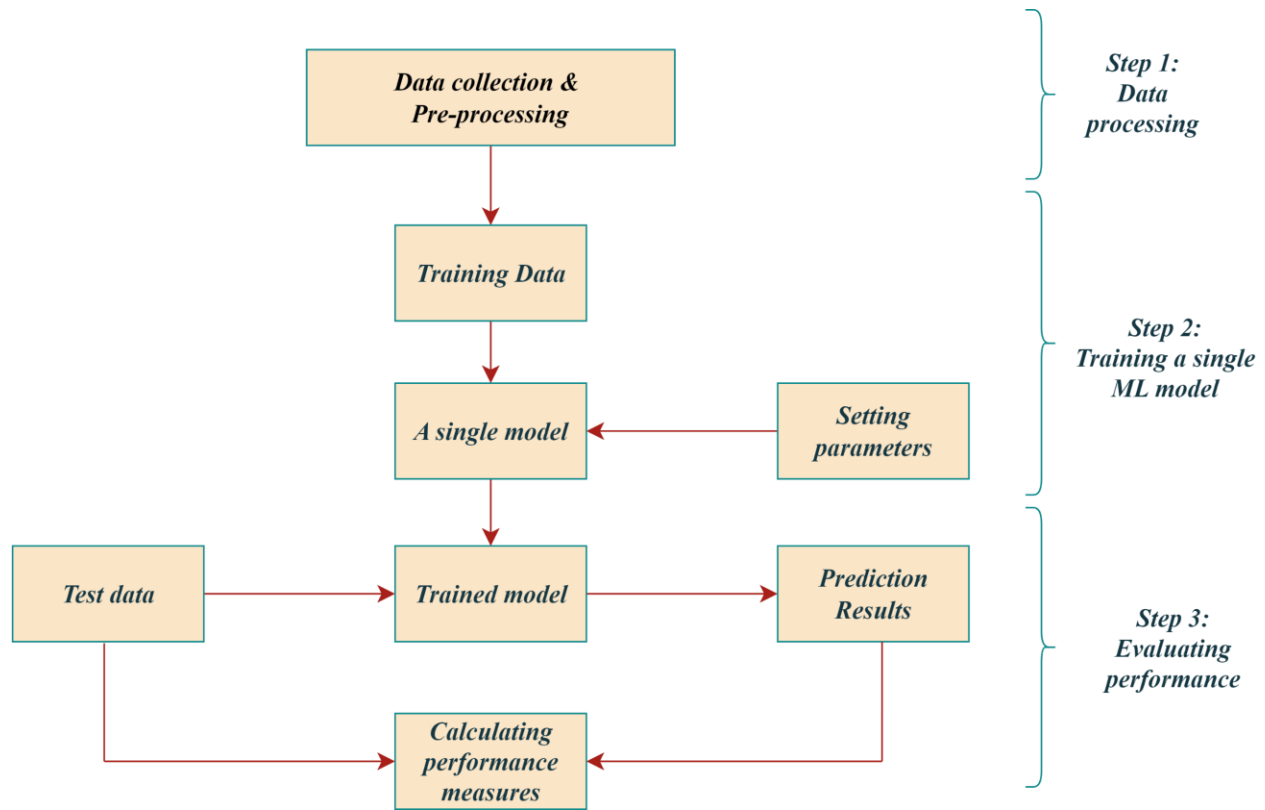 Data collection &
Pre-processing
Step 1:
Data
processing
Training Data
Step 2:
Training a single
ML model
A single model
Setting
parameters
Test data
Trained model
Prediction
Results
Step 3:
Evaluating
performance
Calculating
performance
measures